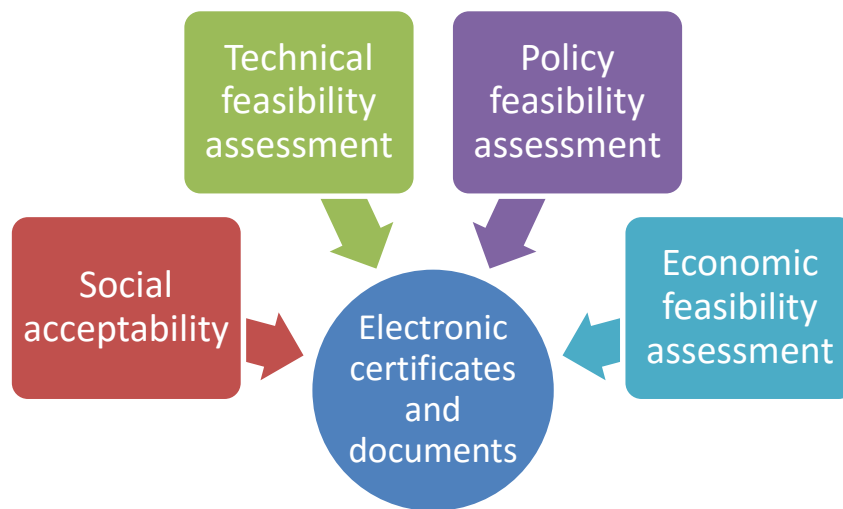 Technical
feasibility
assessment
Policy
feasibility
assessment
Social
acceptability
Economic
feasibility
assessment
Electronic
certificates
and
documents